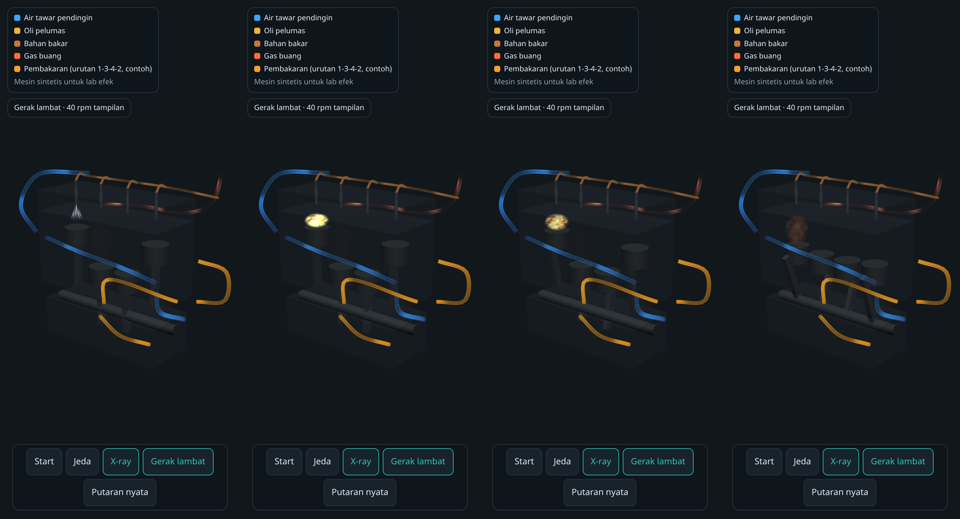 Air tawar pendingin
Oli pelumas
Bahan bakar
Gas buang
Pembakaran (urutan 1-3-4-2, contoh)
Mesin sintetis untuk lab efek
Gerak lambat · 40 rpm tampilan
Start
Jeda
X-ray
Gerak lambat
Putaran nyata
Air tawar pendingin
Oli pelumas
Bahan bakar
Gas buang
Pembakaran (urutan 1-3-4-2, contoh)
Mesin sintetis untuk lab efek
Gerak lambat · 40 rpm tampilan
Start
Jeda
X-ray
Gerak lambat
Putaran nyata
Air tawar pendingin
Oli pelumas
Bahan bakar
Gas buang
Pembakaran (urutan 1-3-4-2, contoh)
Mesin sintetis untuk lab efek
Gerak lambat · 40 rpm tampilan
Start
Jeda
X-ray
Gerak lambat
Putaran nyata
Air tawar pendingin
Oli pelumas
Bahan bakar
Gas buang
Pembakaran (urutan 1-3-4-2, contoh)
Mesin sintetis untuk lab efek
Gerak lambat · 40 rpm tampilan
Start
Jeda
X-ray
Gerak lambat
Putaran nyata